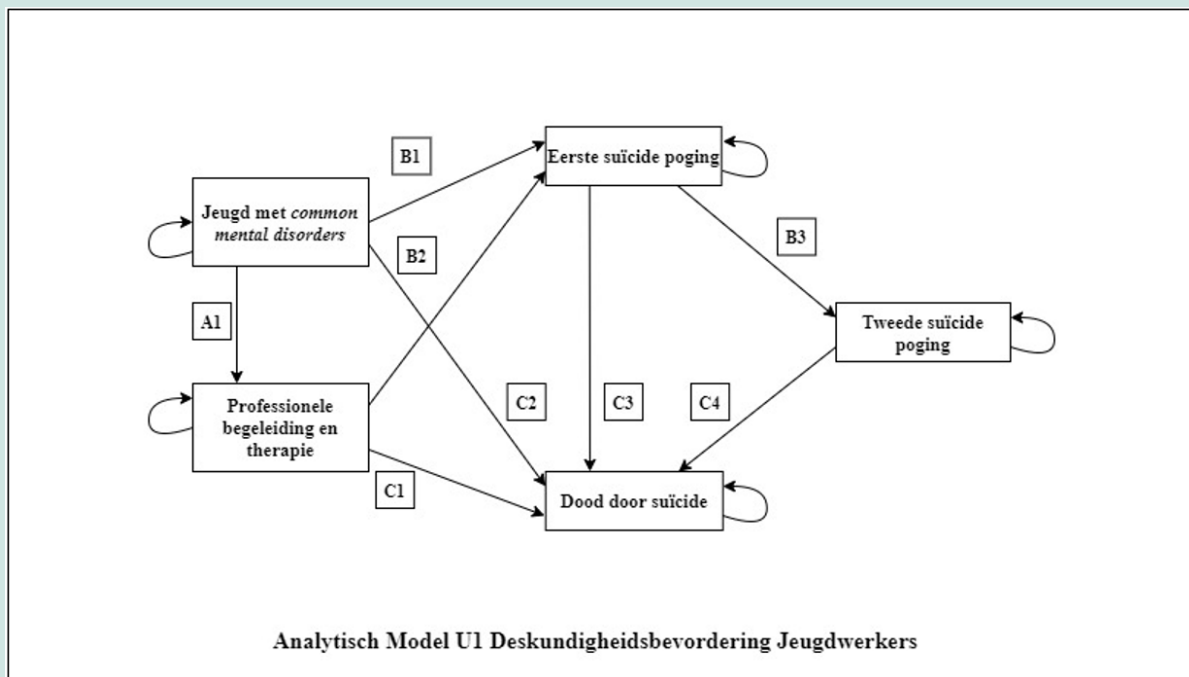 B1
Eerste suïcide poging
Jeugd met common
mental disorders
B2
B3
A1
Tweede suïcide
poging
Professionele
begeleiding en
therapie
C2
C3
C4
C1
Dood door suïcide
Analytisch Model U1 Deskundigheidsbevordering Jeugdwerkers